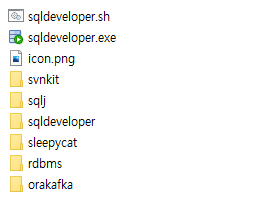 sqldeveloper.sh
sqldeveloper.exe
icon.png
svnkit
sqlj
sqldeveloper
sleepycat
rdbms
orakafka